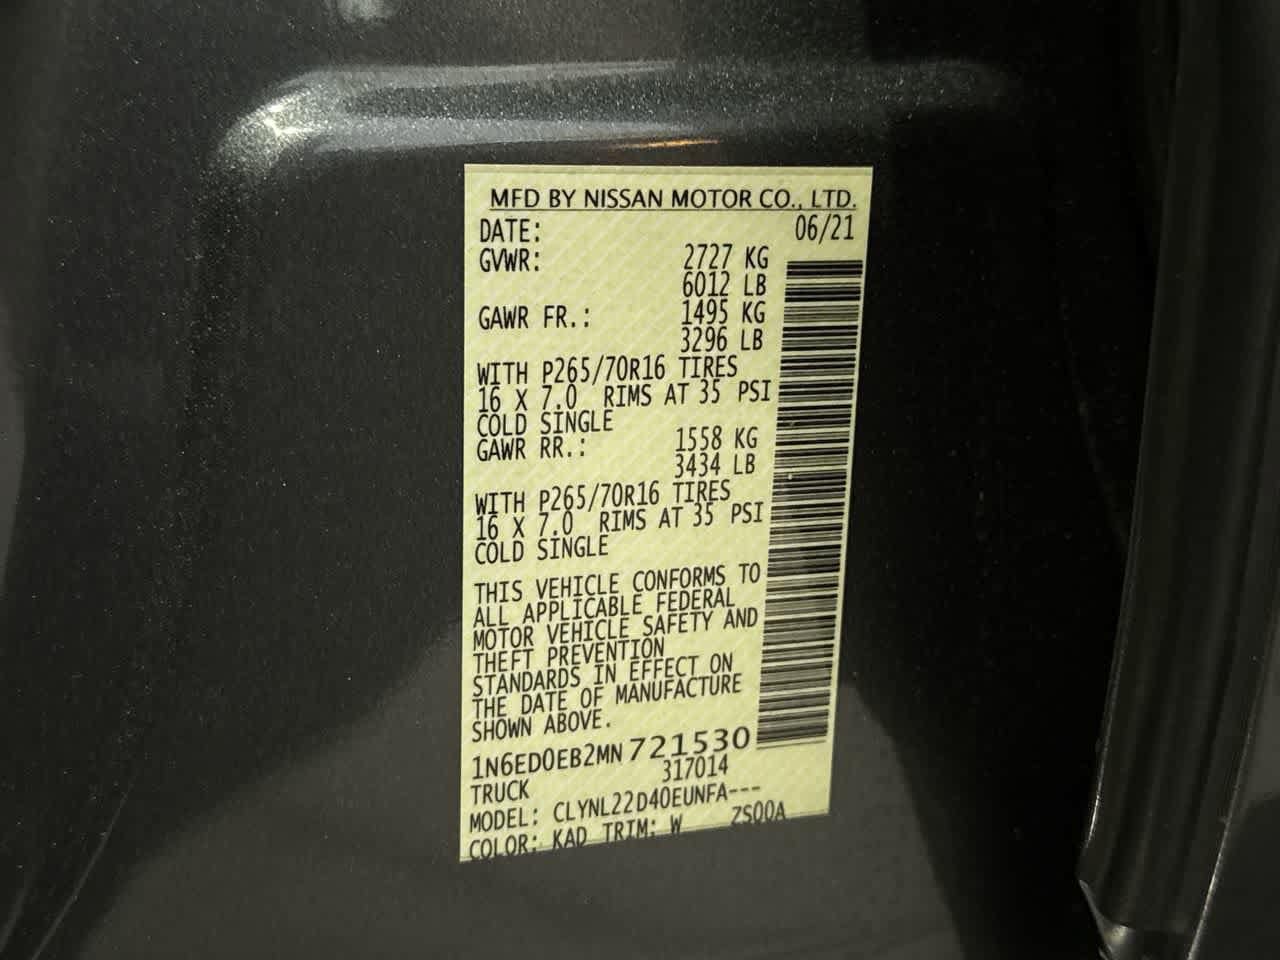 MFD BY NISSAN MOTOR CO., LTD.
DATE: 06/21
GVWR: 2727 KG
6012 LB
GAWR FR.: 1495 KG
3296 LB
WITH P265/70R16 TIRES
16 X 7.0 RIMS AT 35 PSI
COLD SINGLE
GAWR RR.: 1558 KG
3434 LB
WITH P265/70R16 TIRES
16 X 7.0 RIMS AT 35 PSI
COLD SINGLE
THIS VEHICLE CONFORMS TO
ALL APPLICABLE FEDERAL
MOTOR VEHICLE SAFETY AND
THEFT PREVENTION
STANDARDS IN EFFECT ON
THE DATE OF MANUFACTURE
SHOWN ABOVE.
1N6ED0EB2MN 721530
TRUCK 317014
MODEL: CLYNL22D40EUNFA---
COLOR: KAD TRIM: W ZS00A